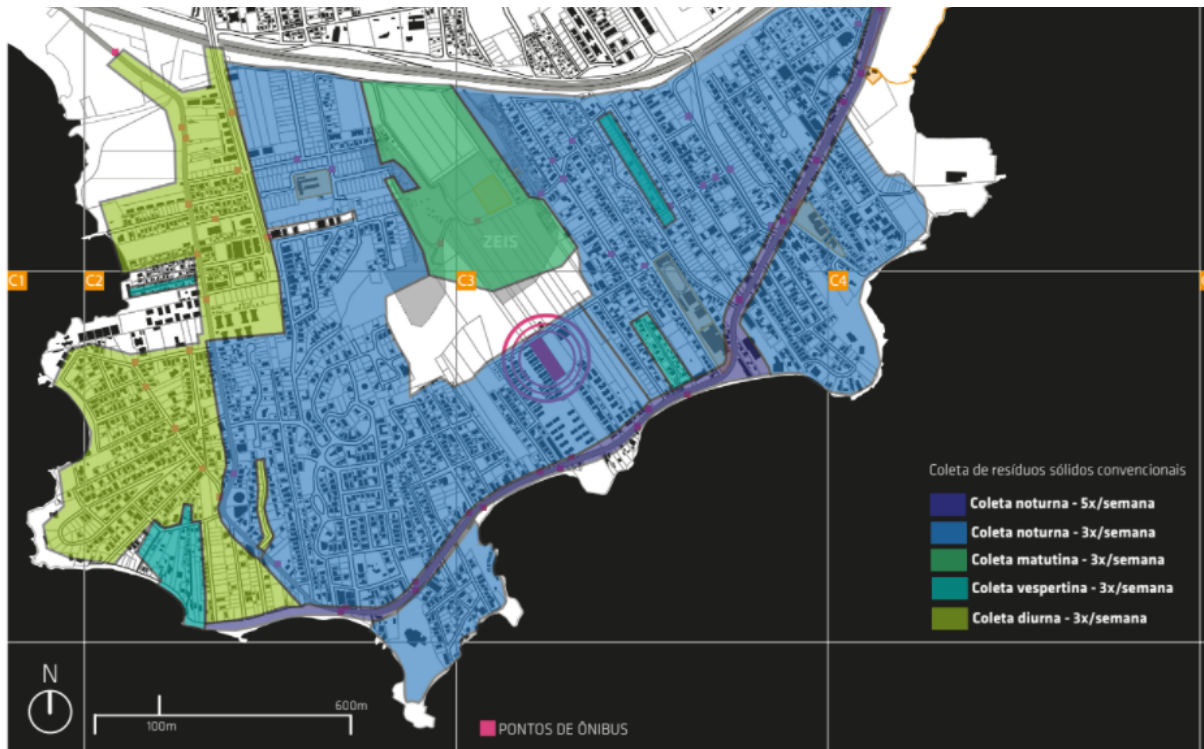 ZEIS
C1
C2
C3
C4
Coleta de resíduos sólidos convencionais
Coleta noturna - 5x/semana
Coleta noturna - 3x/semana
Coleta matutina - 3x/semana
Coleta vespertina - 3x/semana
Coleta diurna - 3x/semana
N
100m
600m
PONTOS DE ÔNIBUS